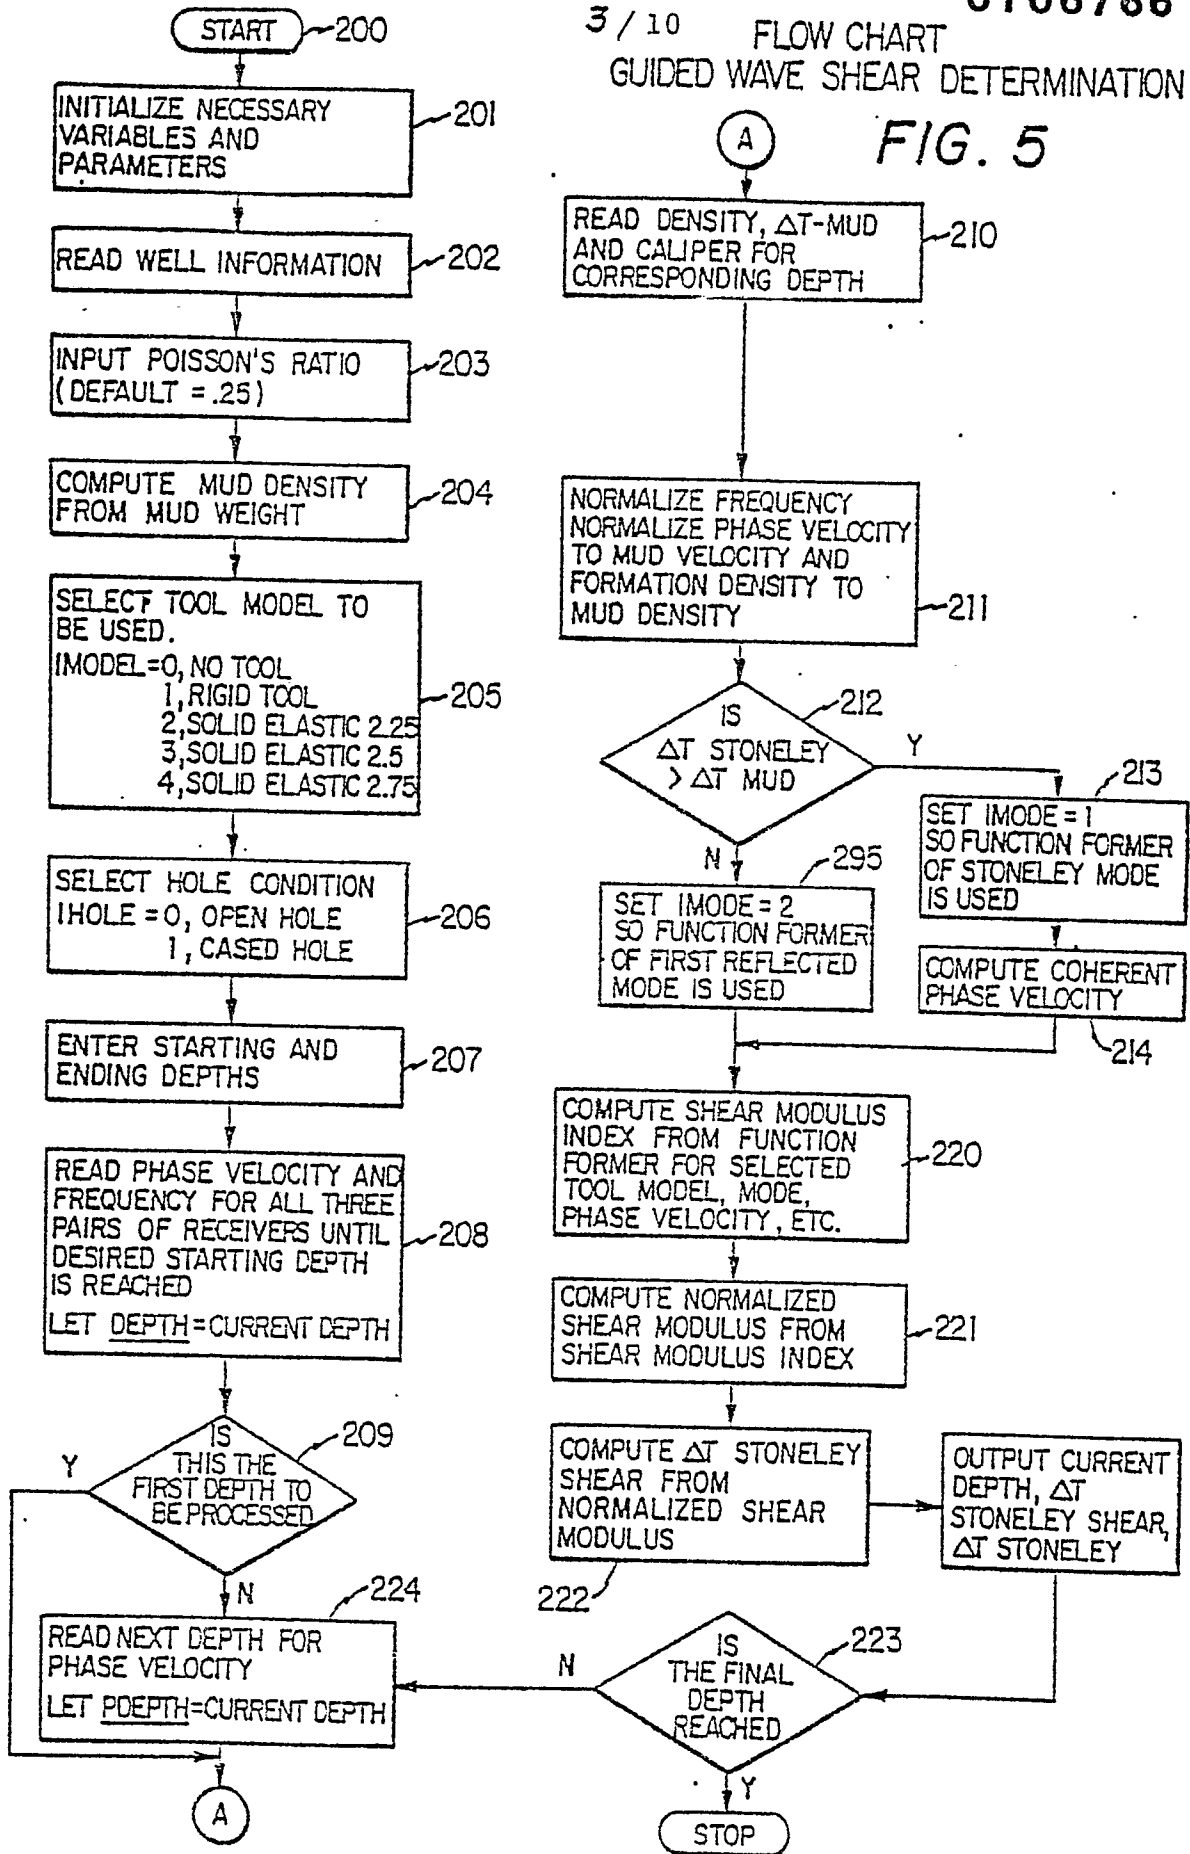 3/10
FLOW CHART
GUIDED WAVE SHEAR DETERMINATION
FIG. 5
START
200
INITIALIZE NECESSARY
VARIABLES AND
PARAMETERS
201
READ WELL INFORMATION
202
INPUT POISSON'S RATIO
(DEFAULT = .25)
203
COMPUTE MUD DENSITY
FROM MUD WEIGHT
204
SELECT TOOL MODEL TO
BE USED.
IMODEL=0, NO TOOL
1, RIGID TOOL
2, SOLID ELASTIC 2.25
3, SOLID ELASTIC 2.5
4, SOLID ELASTIC 2.75
205
SELECT HOLE CONDITION
IHOLE =0, OPEN HOLE
1, CASED HOLE
206
ENTER STARTING AND
ENDING DEPTHS
207
READ PHASE VELOCITY AND
FREQUENCY FOR ALL THREE
PAIRS OF RECEIVERS UNTIL
DESIRED STARTING DEPTH
IS REACHED
LET DEPTH=CURRENT DEPTH
208
IS
THIS THE
FIRST DEPTH TO
BE PROCESSED
209
Y
N
224
READ NEXT DEPTH FOR
PHASE VELOCITY
LET PDEPTH=CURRENT DEPTH
A
A
READ DENSITY, ΔT-MUD
AND CALIPER FOR
CORRESPONDING DEPTH
210
NORMALIZE FREQUENCY
NORMALIZE PHASE VELOCITY
TO MUD VELOCITY AND
FORMATION DENSITY TO
MUD DENSITY
211
IS
ΔT STONELEY
> ΔT MUD
212
Y
213
SET IMODE=1
SO FUNCTION FORMER
OF STONELEY MODE
IS USED
N
295
SET IMODE=2
SO FUNCTION FORMER
OF FIRST REFLECTED
MODE IS USED
COMPUTE COHERENT
PHASE VELOCITY
214
COMPUTE SHEAR MODULUS
INDEX FROM FUNCTION
FORMER FOR SELECTED
TOOL MODEL, MODE,
PHASE VELOCITY, ETC.
220
COMPUTE NORMALIZED
SHEAR MODULUS FROM
SHEAR MODULUS INDEX
221
COMPUTE ΔT STONELEY
SHEAR FROM
NORMALIZED SHEAR
MODULUS
222
OUTPUT CURRENT
DEPTH, ΔT
STONELEY SHEAR,
ΔT STONELEY
IS
THE FINAL
DEPTH
REACHED
223
N
Y
STOP